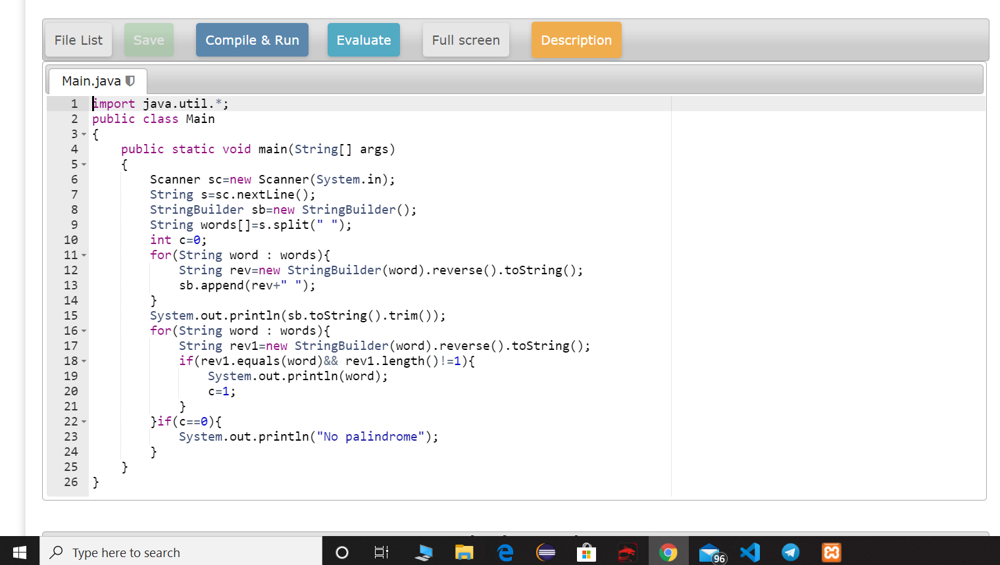 File List Save Compile & Run Evaluate Full screen Description
Main.java
1 import java.util.*;
2 public class Main
3 {
4     public static void main(String[] args)
5     {
6         Scanner sc=new Scanner(System.in);
7         String s=sc.nextLine();
8         StringBuilder sb=new StringBuilder();
9         String words[]=s.split(" ");
10         int c=0;
11         for(String word : words){
12             String rev=new StringBuilder(word).reverse().toString();
13             sb.append(rev+" ");
14         }
15         System.out.println(sb.toString().trim());
16         for(String word : words){
17             String rev1=new StringBuilder(word).reverse().toString();
18             if(rev1.equals(word)&& rev1.length()!=1){
19                 System.out.println(word);
20                 c=1;
21             }
22         }if(c==0){
23             System.out.println("No palindrome");
24         }
25     }
26 }
Type here to search
96